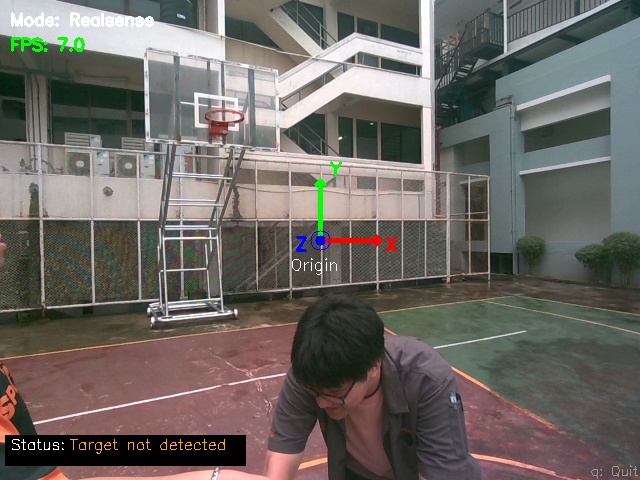 Mode: Realsense
FPS: 7.0
Y
Z
X
Origin
Status: Target not detected
q: Quit